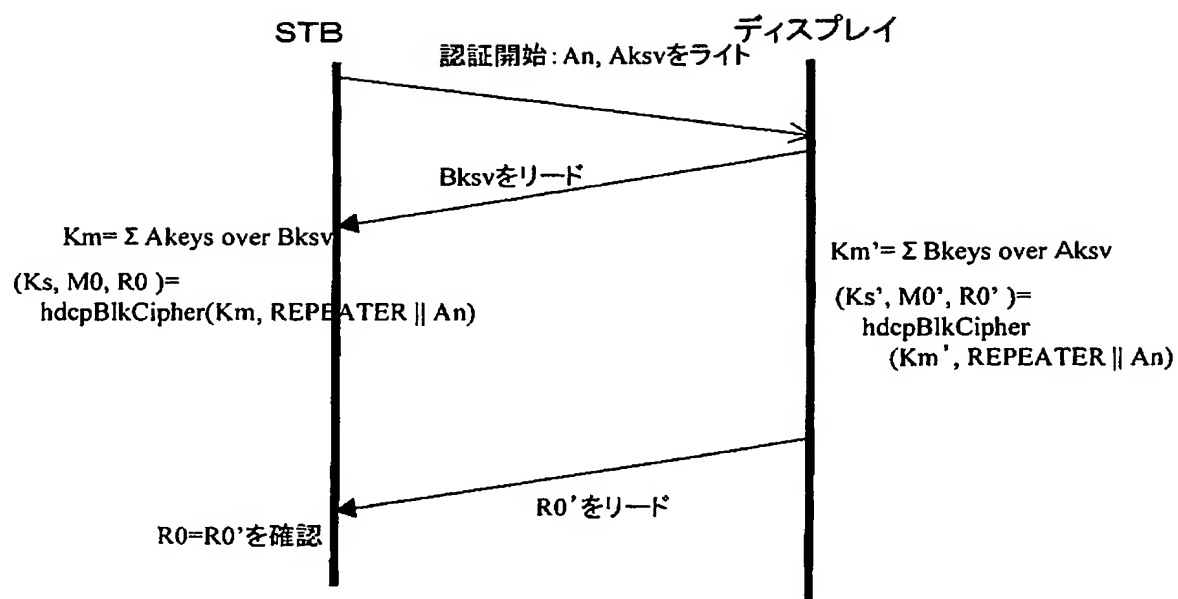 STB
ディスプレイ
認証開始:An, Aksvをライト
Bksvをリード
Km= Σ Akeys over Bksv
(Ks, M0, R0 )=
hdcpBlkCipher(Km, REPEATER || An)
Km'= Σ Bkeys over Aksv
(Ks', M0', R0' )=
hdcpBlkCipher
(Km', REPEATER || An)
R0'をリード
R0=R0'を確認